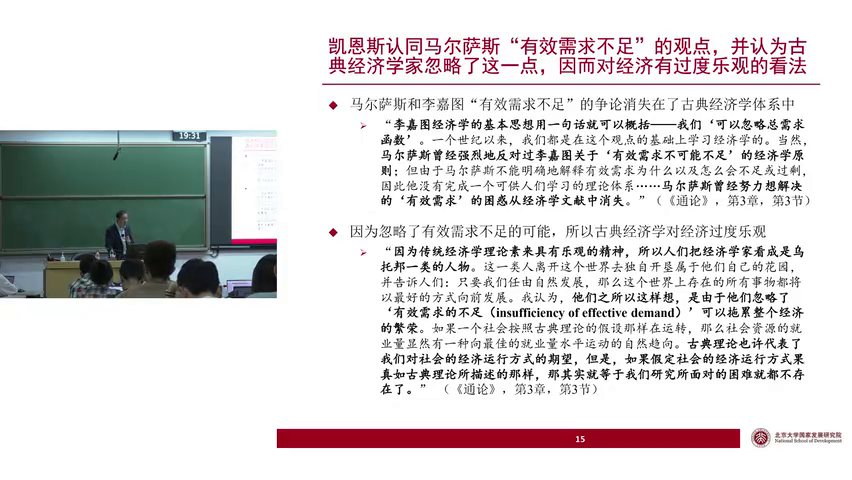 凯恩斯认同马尔萨斯“有效需求不足”的观点，并认为古
典经济学家忽略了这一点，因而对经济有过度乐观的看法
马尔萨斯和李嘉图“有效需求不足”的争论消失在了古典经济学体系中
“李嘉图经济学的基本思想用一句话就可以概括——我们‘可以忽略总需求
函数’。一个世纪以来，我们都是在这个观点的基础上学习经济学的。当然，
马尔萨斯曾经强烈地反对过李嘉图关于‘有效需求不可能不足’的经济学原
则；但由于马尔萨斯不能明确地解释有效需求为什么以及怎么会不足或过剩，
因此他没有完成一个可供人们学习的理论体系……马尔萨斯曾经努力想解决
的‘有效需求’的困惑从经济学文献中消失。”（《通论》，第3章，第3节）
因为忽略了有效需求不足的可能，所以古典经济学对经济过度乐观
“因为传统经济学理论素来具有乐观的精神，所以人们把经济学家看成是乌
托邦一类的人物。这一类人离开这个世界去独自开垦属于他们自己的花园，
并告诉人们：只要我们任由自然发展，那么这个世界上存在的所有事物都将
以最好的方式向前发展。我认为，他们之所以这样想，是由于他们忽略了
‘有效需求的不足（insufficiency of effective demand）’可以拖累整个经济
的繁荣。如果一个社会按照古典理论的假设那样在运转，那么社会资源的就
业量显然有一种向最佳的就业量水平运动的自然趋向。古典理论也许代表了
我们对社会的经济运行方式的期望，但是，如果假定社会的经济运行方式果
真如古典理论所描述的那样，那其实就等于我们研究所面对的困难就都不存
在了。”（《通论》，第3章，第3节）
19:31
15
北京大学国家发展研究院
National School of Development